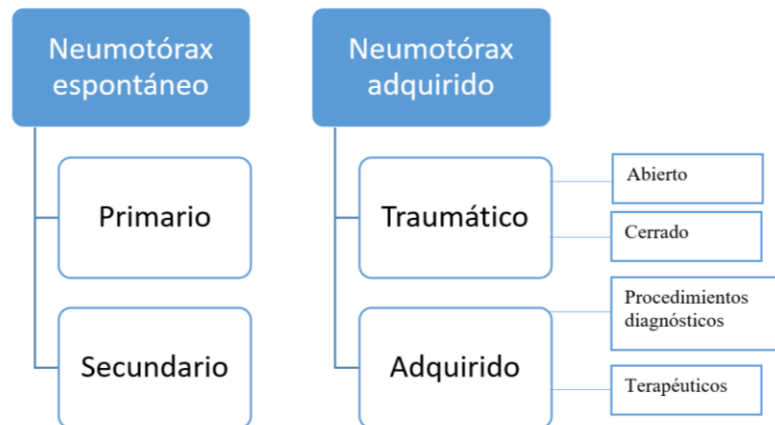 Neumotórax
espontáneo
Primario
Secundario
Neumotórax
adquirido
Traumático
Abierto
Cerrado
Adquirido
Procedimientos
diagnósticos
Terapéuticos